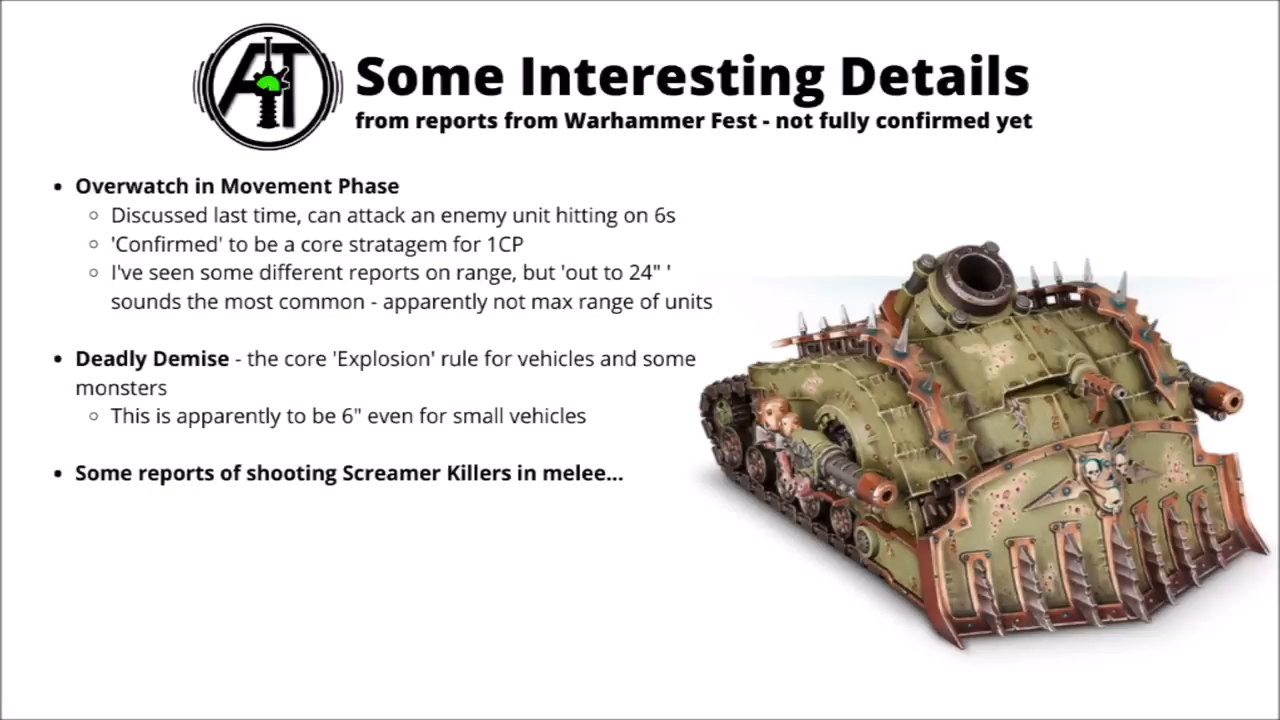 AT
Some Interesting Details
from reports from Warhammer Fest - not fully confirmed yet
• Overwatch in Movement Phase
◦ Discussed last time, can attack an enemy unit hitting on 6s
◦ 'Confirmed' to be a core stratagem for 1CP
◦ I've seen some different reports on range, but 'out to 24" '
sounds the most common - apparently not max range of units
• Deadly Demise - the core 'Explosion' rule for vehicles and some
monsters
◦ This is apparently to be 6" even for small vehicles
• Some reports of shooting Screamer Killers in melee...